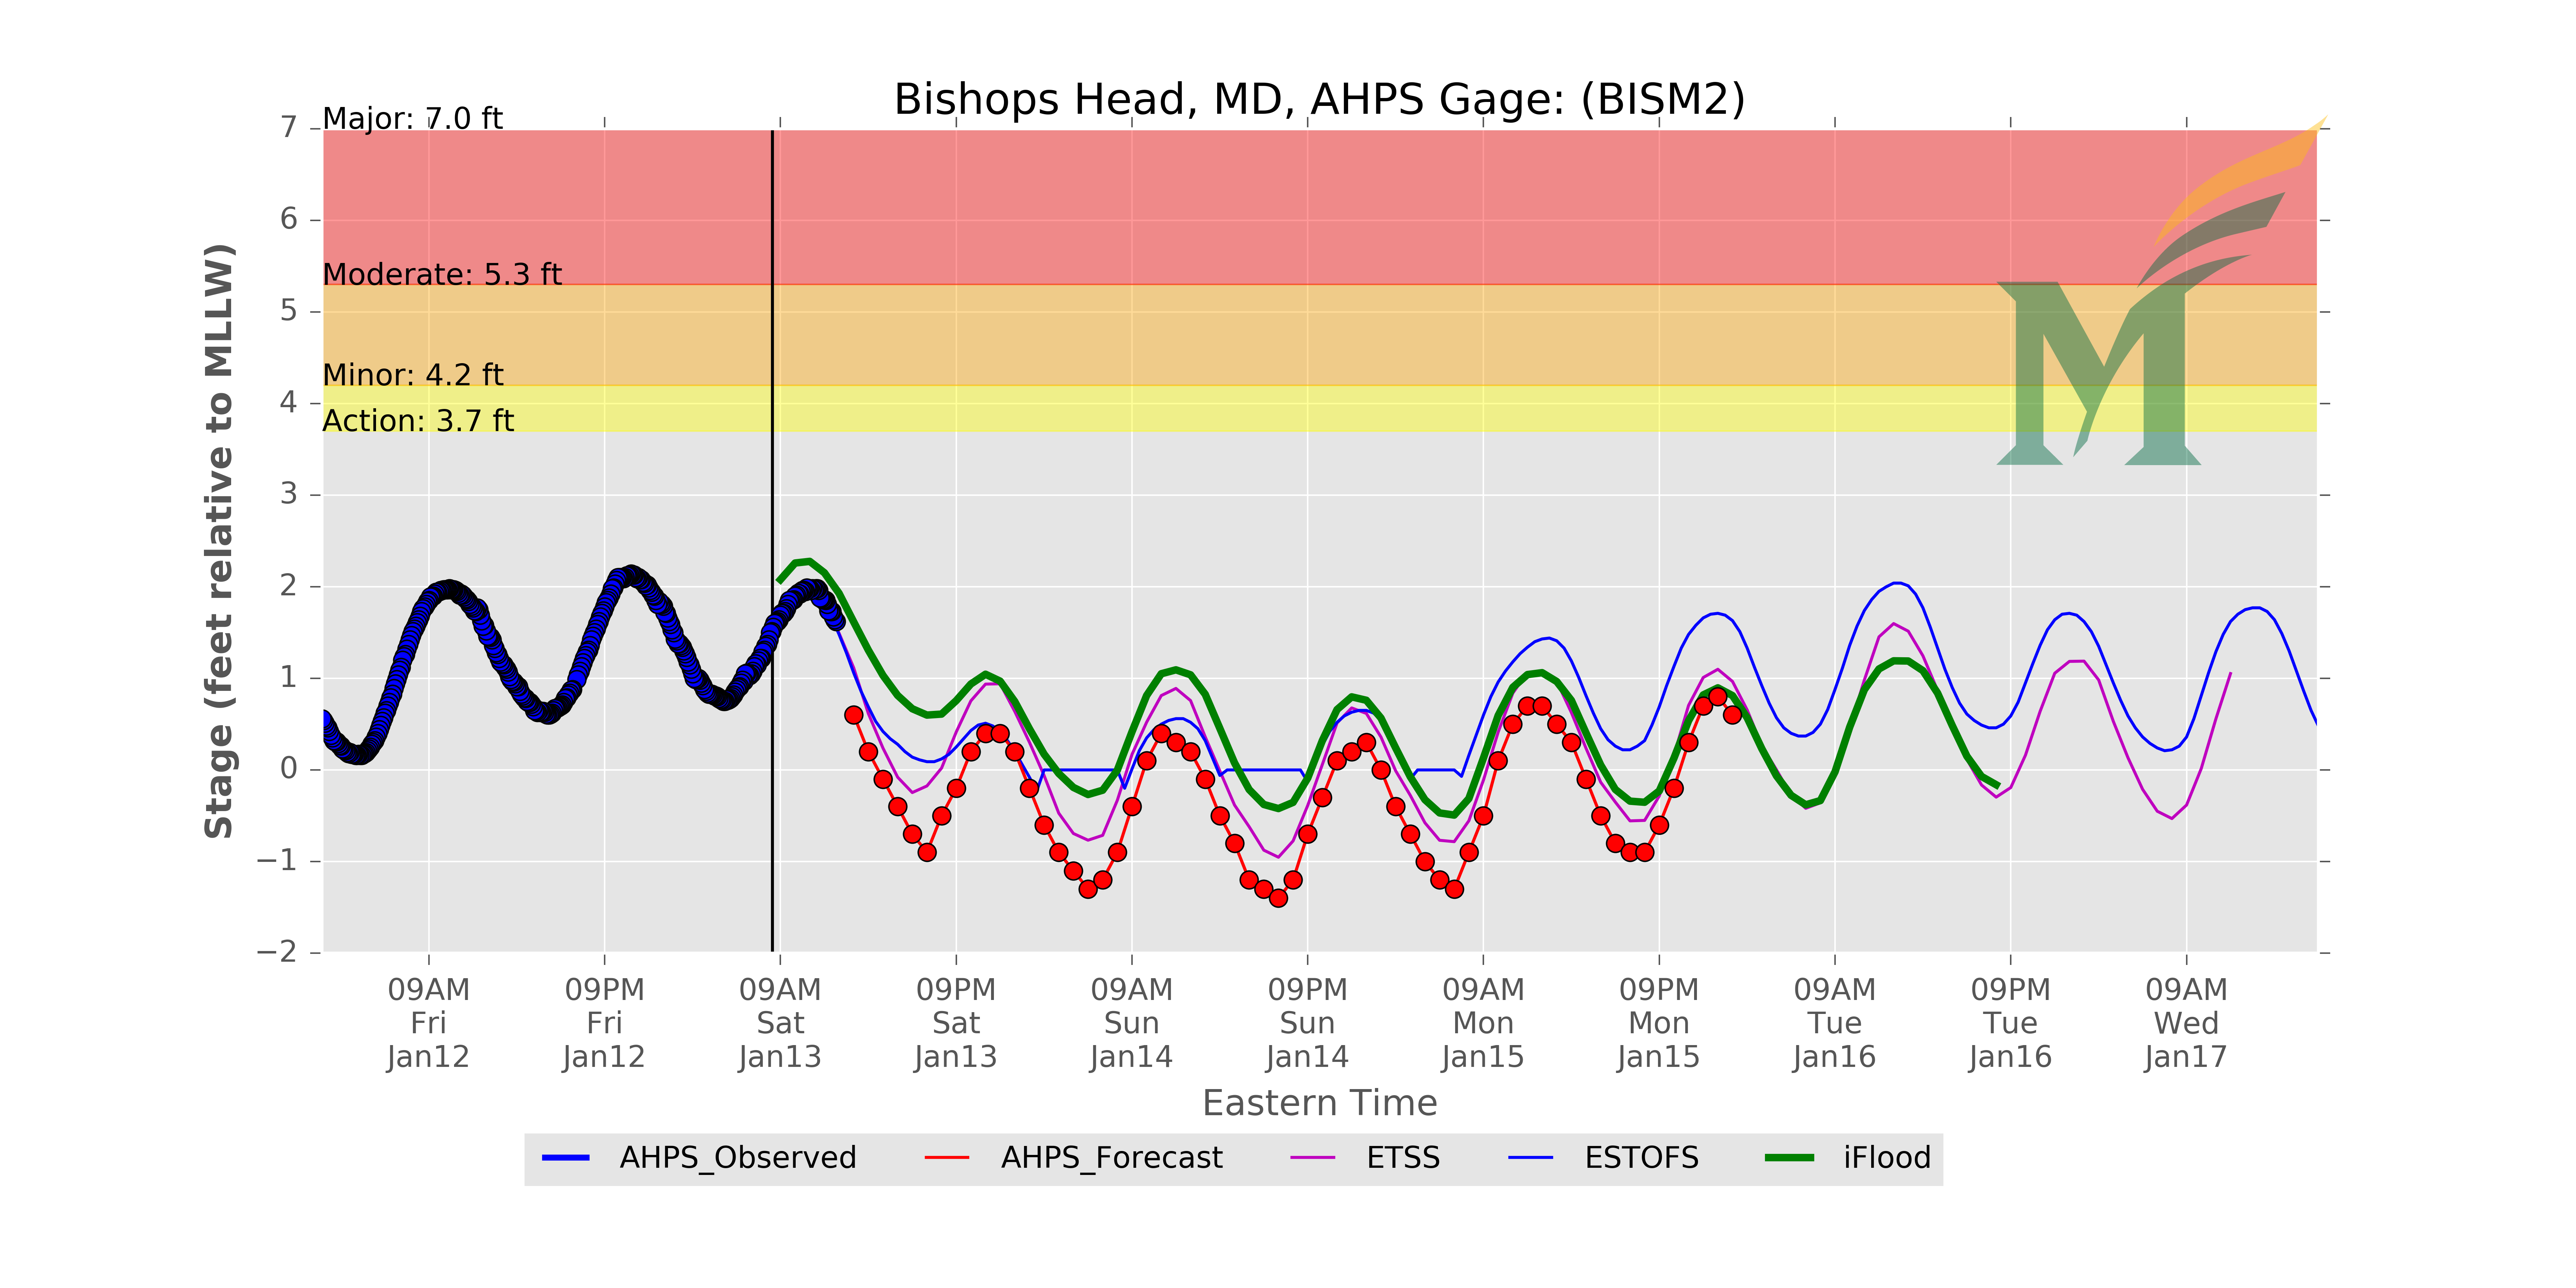 Bishops Head, MD, AHPS Gage: (BISM2)
Major: 7.0 ft
Moderate: 5.3 ft
Minor: 4.2 ft
Action: 3.7 ft
Stage (feet relative to MLLW)
7
6
5
4
3
2
1
0
−1
−2
09AM 09PM 09AM 09PM 09AM 09PM 09AM 09PM 09AM 09PM 09AM
Fri Fri Sat Sat Sun Sun Mon Mon Tue Tue Wed
Jan12 Jan12 Jan13 Jan13 Jan14 Jan14 Jan15 Jan15 Jan16 Jan16 Jan17
Eastern Time
AHPS_Observed AHPS_Forecast ETSS ESTOFS iFlood
M